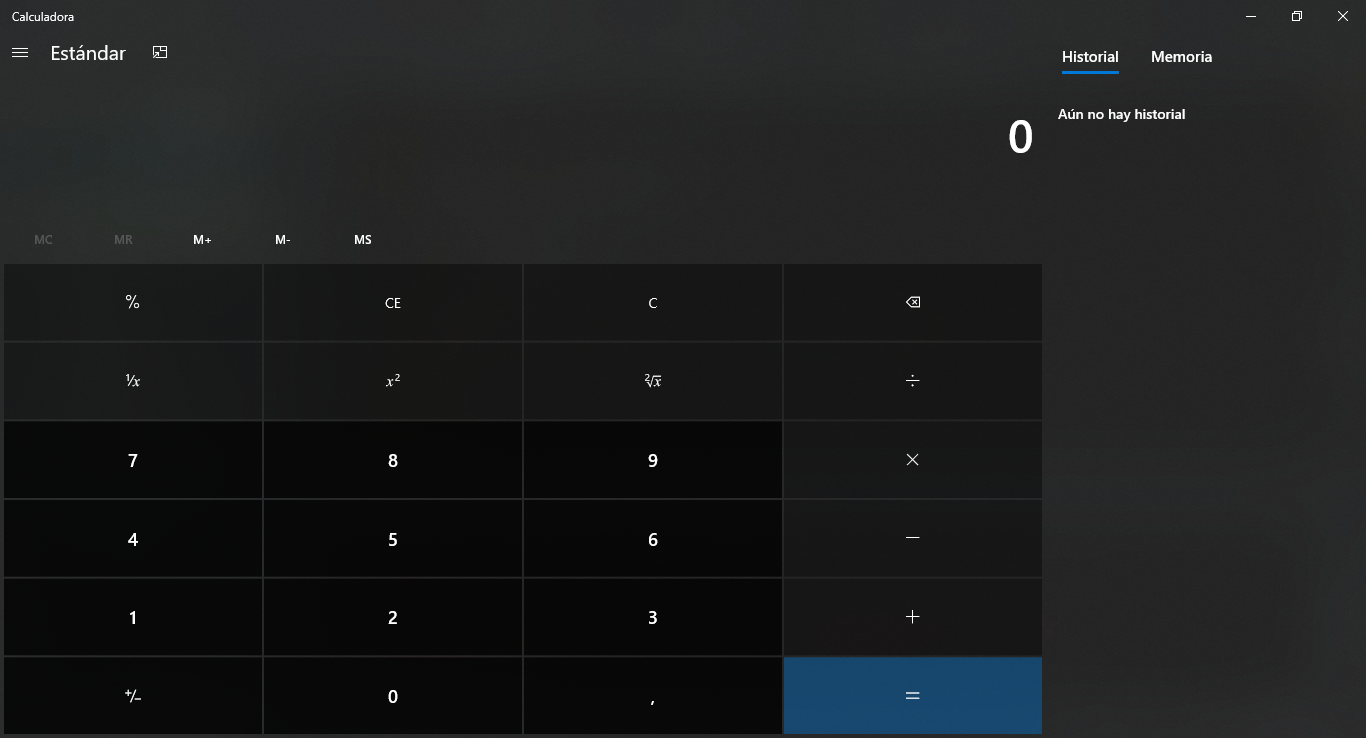 Calculadora
Estándar
Historial Memoria
Aún no hay historial
0
MC MR M+ M- MS
% CE C
¹⁄x x² ²√x ÷
7 8 9 ×
4 5 6 −
1 2 3 +
+/− 0 , =